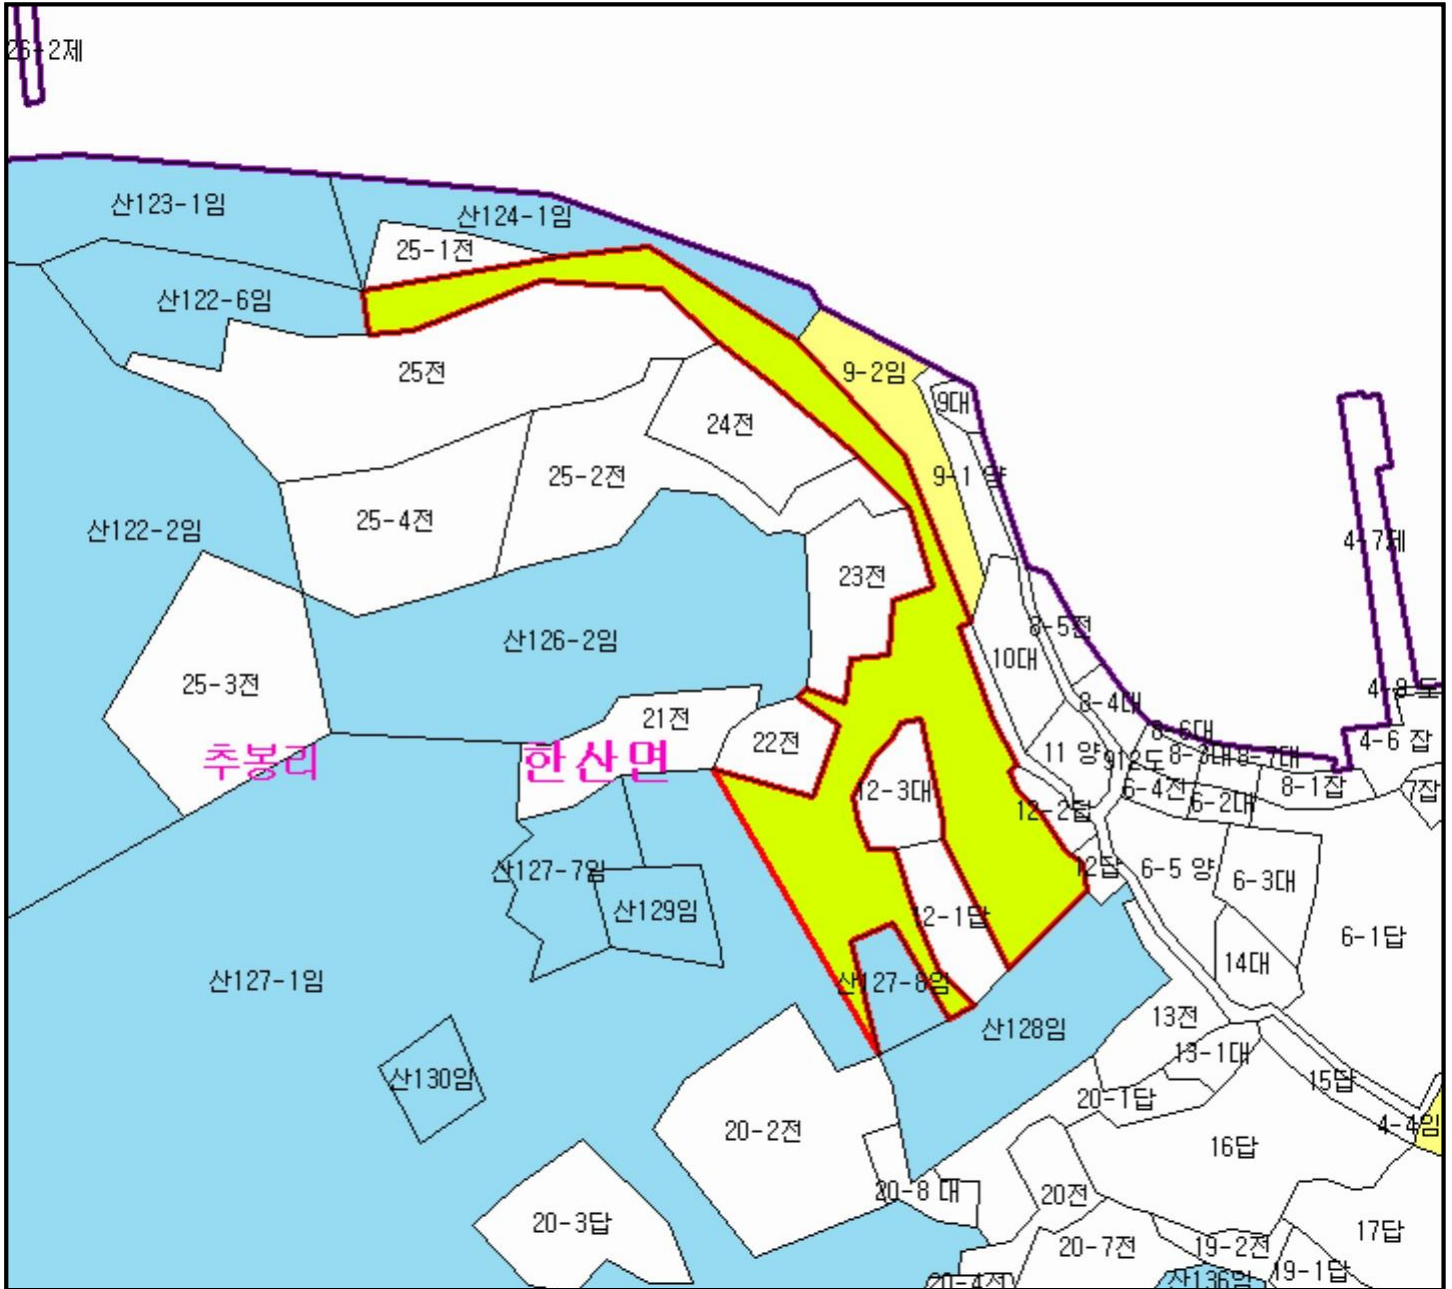 26-2제
산123-1임
산124-1임
25-1전
산122-6임
25전
9-2임
9대
24전
25-2전
9-1 양
25-4전
산122-2임
4-7제
23전
8-5전
산126-2임
10대
25-3전
4-8 도
8-4대
21전
22전
8-6대
4-6 잡
11 양
912도
8-3대
8-7대
추봉리
한산면
12-3대
6-4전
6-2대
8-1잡
7잡
12-2답
산127-7임
12답
6-5 양
6-3대
산129임
12-1답
6-1답
14대
산127-1임
산127-8임
산128임
13전
13-1대
산130임
15답
20-1답
20-2전
4-4임
16답
20-8 대
20전
20-3답
17답
20-7전
19-2전
20-4전
산136임
19-1답